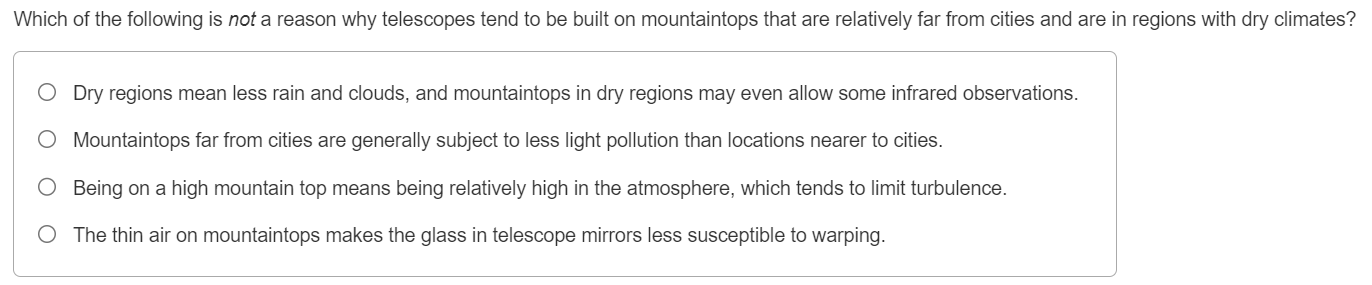 Which of the following is not a reason why telescopes tend to be built on mountaintops that are relatively far from cities and are in regions with dry climates?
Dry regions mean less rain and clouds, and mountaintops in dry regions may even allow some infrared observations.
Mountaintops far from cities are generally subject to less light pollution than locations nearer to cities.
Being on a high mountain top means being relatively high in the atmosphere, which tends to limit turbulence.
The thin air on mountaintops makes the glass in telescope mirrors less susceptible to warping.